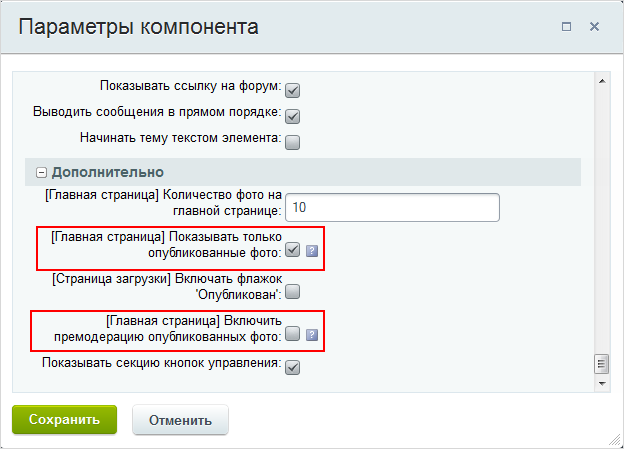 Параметры компонента
Показывать ссылку на форум:
Выводить сообщения в прямом порядке:
Начинать тему текстом элемента:
Дополнительно
[Главная страница] Количество фото на
главной странице: 10
[Главная страница] Показывать только
опубликованные фото: ?
[Страница загрузки] Включать флажок
'Опубликован':
[Главная страница] Включить
премодерацию опубликованных фото: ?
Показывать секцию кнопок управления:
Сохранить Отменить